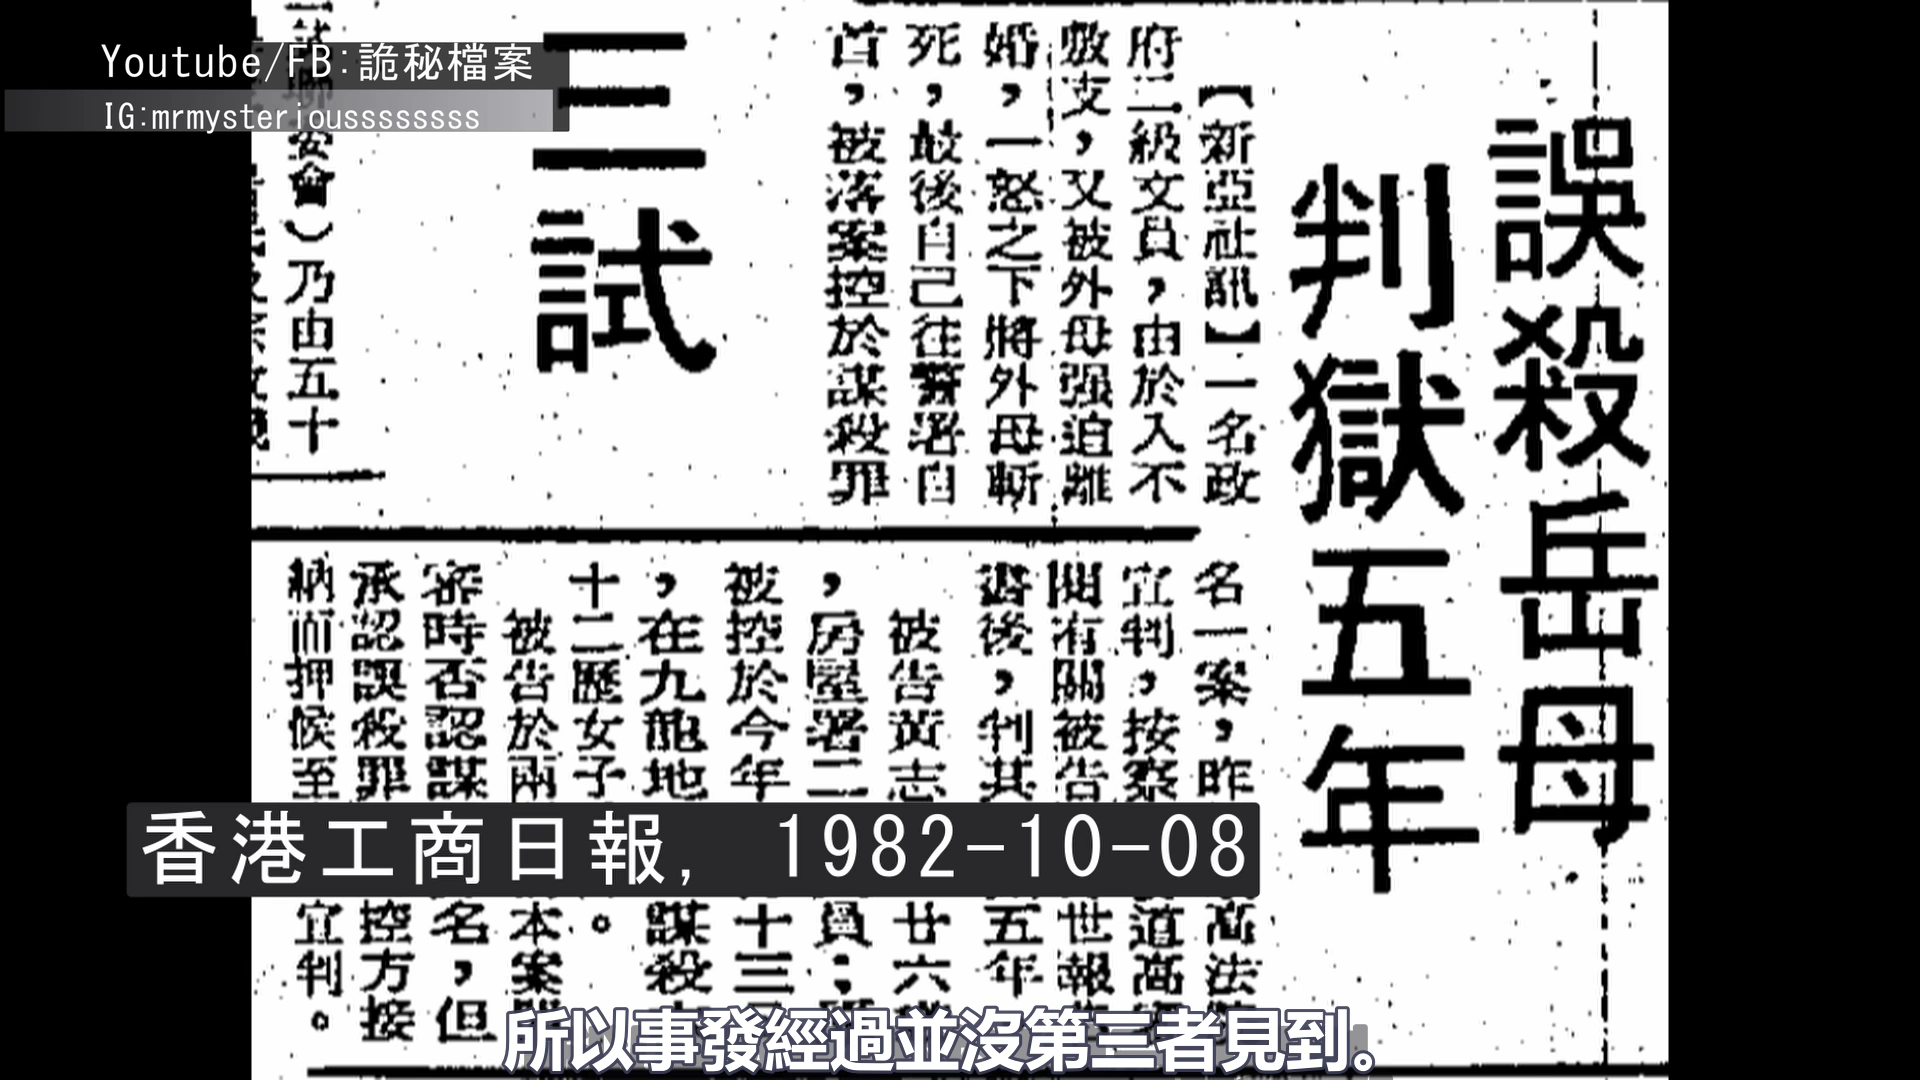 Youtube/FB:詭秘檔案
IG:mrmysteriousssssssss
誤殺岳母
判獄五年
【新亞社訊】一名政
府二級文員,由於入不
敷支,又被外母强迫離
婚,一怒之下將外母斬
死,最後自己往警署自
首,被落案控於謀殺罪
名一案,昨
高法
宣判,按察
道高
聞有關被告
世報
書後,判其
五年
被告黃志
廿六
,房屋署二
員;
被控於今年
十三
,在九龍地
謀殺
十二歷女子
。
被告於兩
本案
審時否認謀
名,但
承認誤殺罪
控方接
納而押候至
宣判。
三試
安會)乃由五十
香港工商日報, 1982-10-08
所以事發經過並沒第三者見到。